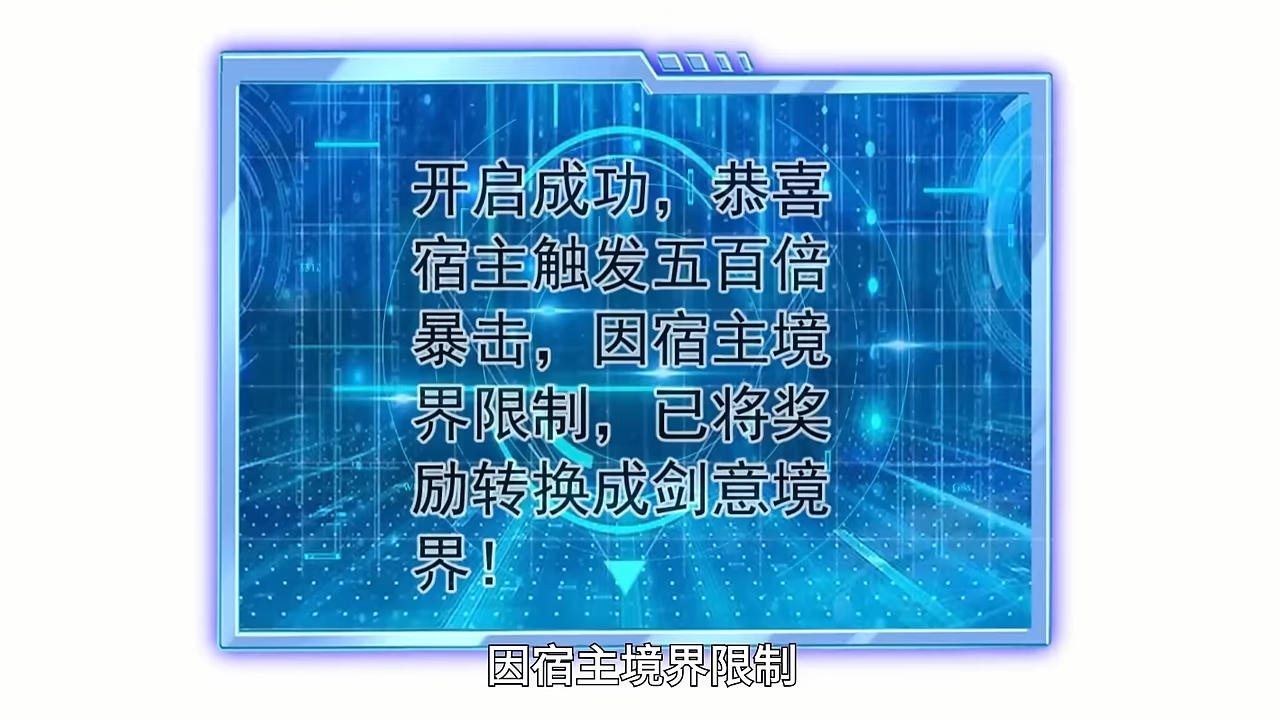 开启成功，恭喜
宿主触发五百倍
暴击，因宿主境
界限制，已将奖
励转换成剑意境
界！
因宿主境界限制